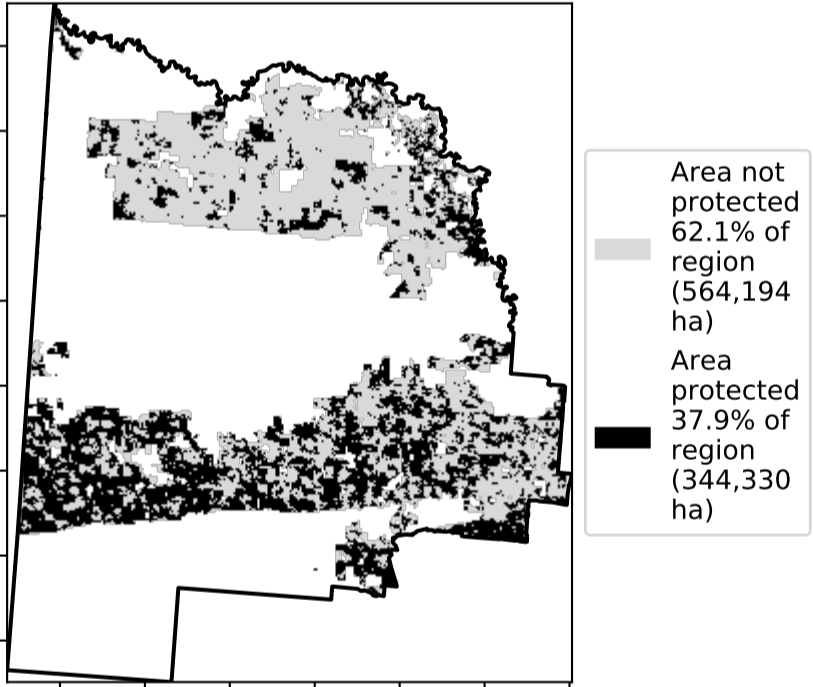 Area not
protected
62.1% of
region
(564,194
ha)
Area
protected
37.9% of
region
(344,330
ha)